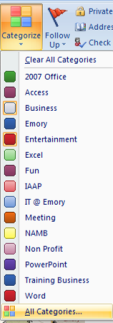 Private
Addres
Categorize
Follow
Up
Check
Clear All Categories
2007 Office
Access
Business
Emory
Entertainment
Excel
Fun
IAAP
IT @ Emory
Meeting
NAMB
Non Profit
PowerPoint
Training Business
Word
All Categories...